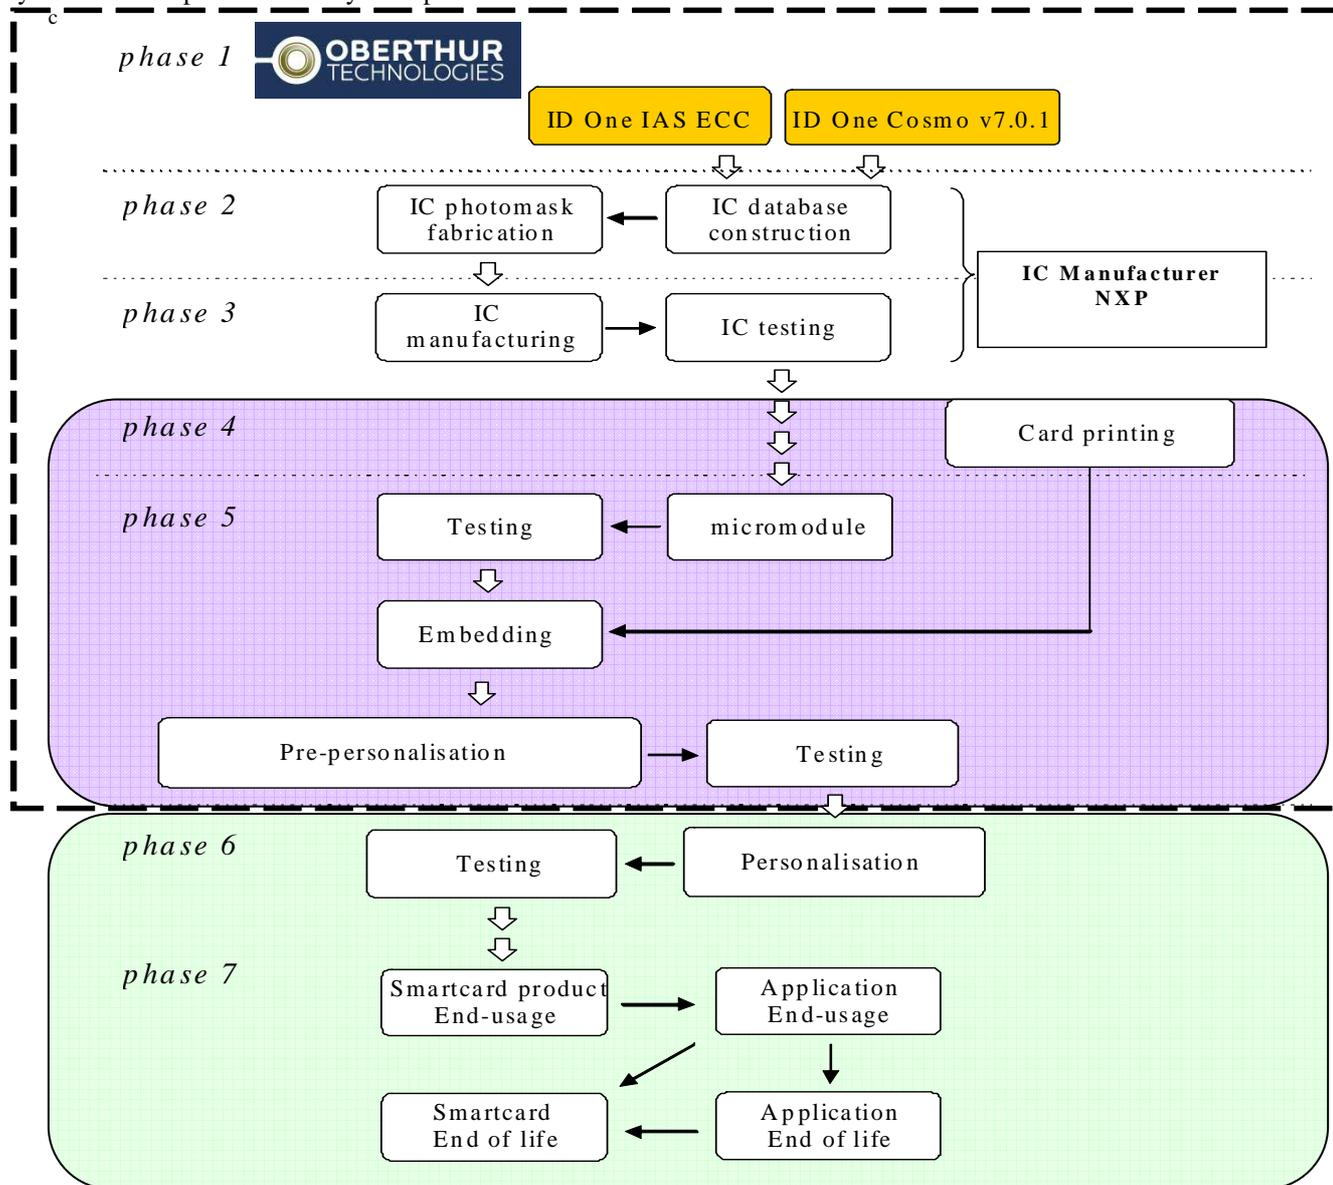 c
phase 1
OBERTHUR
TECHNOLOGIES
ID One IAS ECC
ID One Cosmo v7.0.1
phase 2
IC photomask
fabrication
IC database
construction
IC Manufacturer
NXP
phase 3
IC
manufacturing
IC testing
phase 4
Card printing
phase 5
Testing
micromodule
Embedding
Pre-personalisation
Testing
phase 6
Testing
Personalisation
phase 7
Smartcard product
End-usage
Application
End-usage
Smartcard
End of life
Application
End of life